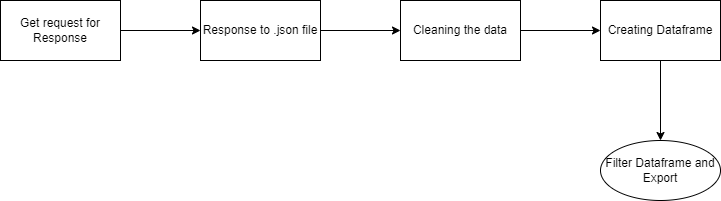 Get request for
Response
Response to .json file
Cleaning the data
Creating Dataframe
Filter Dataframe and
Export